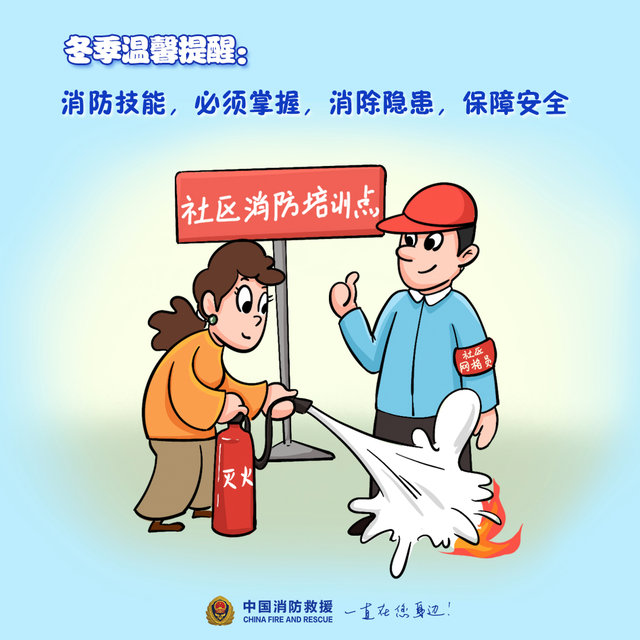 冬季温馨提醒：
消防技能，必须掌握，消除隐患，保障安全
社区消防培训点
社区
网格员
灭火
中国消防救援
CHINA FIRE AND RESCUE
一直在您身边！